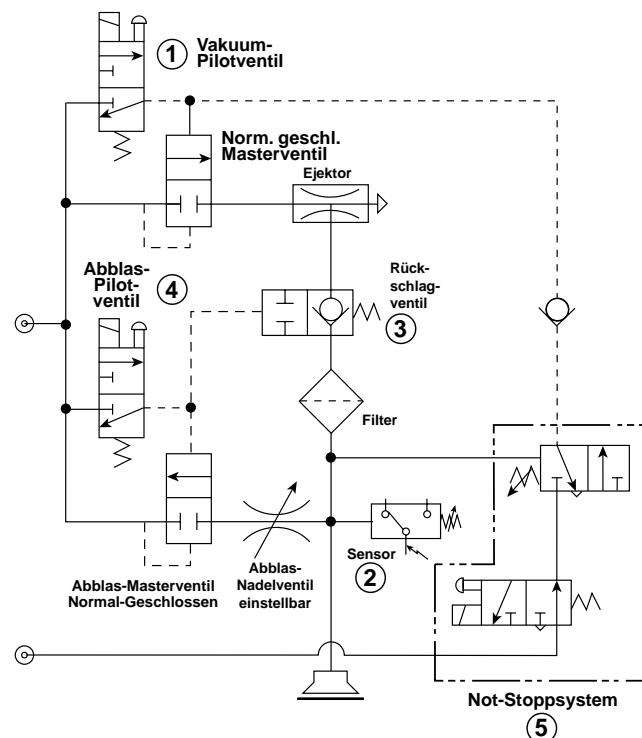 1
Vakuum-
Pilotventil
Norm. geschl.
Masterventil
Ejektor
Abblas-
Pilot-
ventil
4
Rück-
schlag-
ventil
3
Filter
Sensor
2
Abblas-Masterventil
Normal-Geschlossen
Abblas-
Nadelventil
einstellbar
Not-Stoppsystem
5